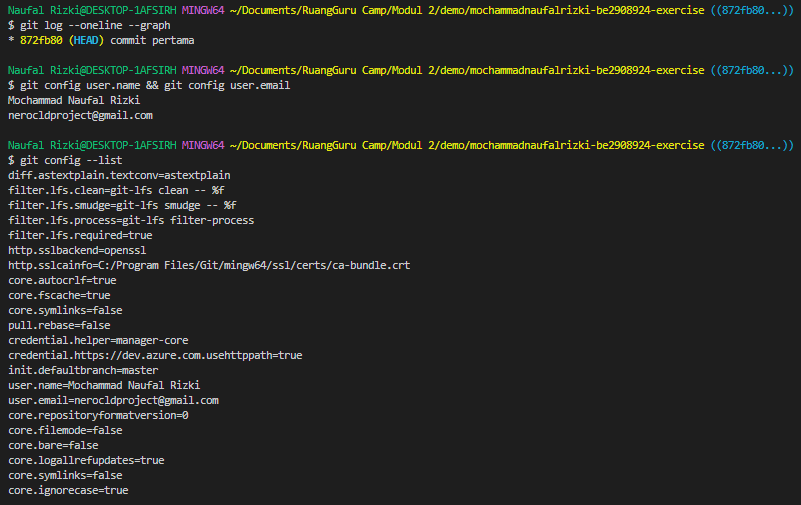 Naufal Rizki@DESKTOP-1AFSIRH MINGW64 ~/Documents/RuangGuru Camp/Modul 2/demo/mochammadnaufalrizki-be2908924-exercise ((872fb80...))
$ git log --oneline --graph
* 872fb80 (HEAD) commit pertama
Naufal Rizki@DESKTOP-1AFSIRH MINGW64 ~/Documents/RuangGuru Camp/Modul 2/demo/mochammadnaufalrizki-be2908924-exercise ((872fb80...))
$ git config user.name && git config user.email
Mochammad Naufal Rizki
nerocldproject@gmail.com
Naufal Rizki@DESKTOP-1AFSIRH MINGW64 ~/Documents/RuangGuru Camp/Modul 2/demo/mochammadnaufalrizki-be2908924-exercise ((872fb80...))
$ git config --list
diff.astextplain.textconv=astextplain
filter.lfs.clean=git-lfs clean -- %f
filter.lfs.smudge=git-lfs smudge -- %f
filter.lfs.process=git-lfs filter-process
filter.lfs.required=true
http.sslbackend=openssl
http.sslcainfo=C:/Program Files/Git/mingw64/ssl/certs/ca-bundle.crt
core.autocrlf=true
core.fscache=true
core.symlinks=false
pull.rebase=false
credential.helper=manager-core
credential.https://dev.azure.com.usehttppath=true
init.defaultbranch=master
user.name=Mochammad Naufal Rizki
user.email=nerocldproject@gmail.com
core.repositoryformatversion=0
core.filemode=false
core.bare=false
core.logallrefupdates=true
core.symlinks=false
core.ignorecase=true